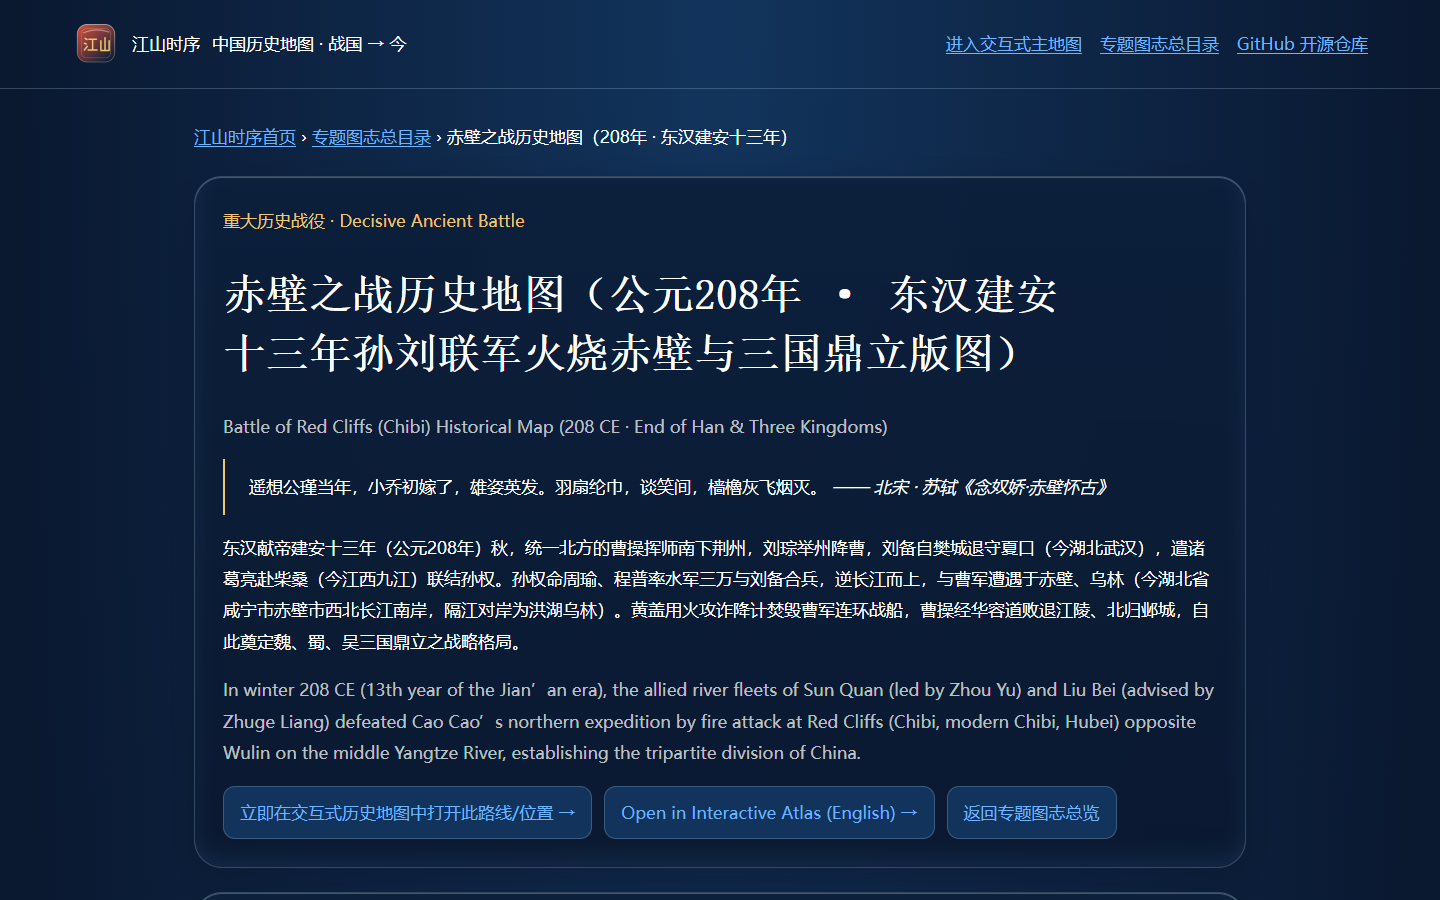 江山
江山时序 中国历史地图 · 战国 → 今
进入交互式主地图 专题图志总目录 GitHub 开源仓库
江山时序首页 › 专题图志总目录 › 赤壁之战历史地图（208年 · 东汉建安十三年）
重大历史战役 · Decisive Ancient Battle
赤壁之战历史地图（公元208年 · 东汉建安
十三年孙刘联军火烧赤壁与三国鼎立版图）
Battle of Red Cliffs (Chibi) Historical Map (208 CE · End of Han & Three Kingdoms)
遥想公瑾当年，小乔初嫁了，雄姿英发。羽扇纶巾，谈笑间，樯橹灰飞烟灭。 —— 北宋 · 苏轼《念奴娇·赤壁怀古》
东汉献帝建安十三年（公元208年）秋，统一北方的曹操挥师南下荆州，刘琮举州降曹，刘备自樊城退守夏口（今湖北武汉），遣诸
葛亮赴柴桑（今江西九江）联结孙权。孙权命周瑜、程普率水军三万与刘备合兵，逆长江而上，与曹军遭遇于赤壁、乌林（今湖北省
咸宁市赤壁市西北长江南岸，隔江对岸为洪湖乌林）。黄盖用火攻诈降计焚毁曹军连环战船，曹操经华容道败退江陵、北归邺城，自
此奠定魏、蜀、吴三国鼎立之战略格局。
In winter 208 CE (13th year of the Jian’an era), the allied river fleets of Sun Quan (led by Zhou Yu) and Liu Bei (advised by
Zhuge Liang) defeated Cao Cao’s northern expedition by fire attack at Red Cliffs (Chibi, modern Chibi, Hubei) opposite
Wulin on the middle Yangtze River, establishing the tripartite division of China.
立即在交互式历史地图中打开此路线/位置 → Open in Interactive Atlas (English) → 返回专题图志总览